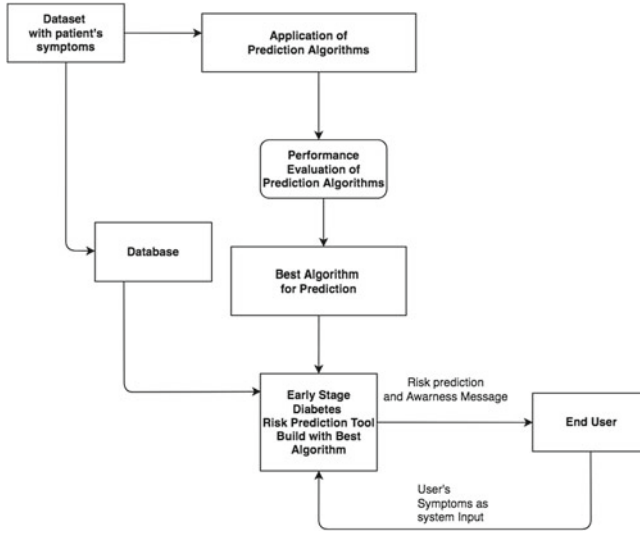 Dataset
with patient's
symptoms
Application of
Prediction Algorithms
Performance
Evaluation of
Prediction Algorithms
Database
Best Algorithm
for Prediction
Early Stage
Diabetes
Risk Prediction Tool
Build with Best
Algorithm
Risk prediction
and Awarness Message
End User
User's
Symptoms as
system Input